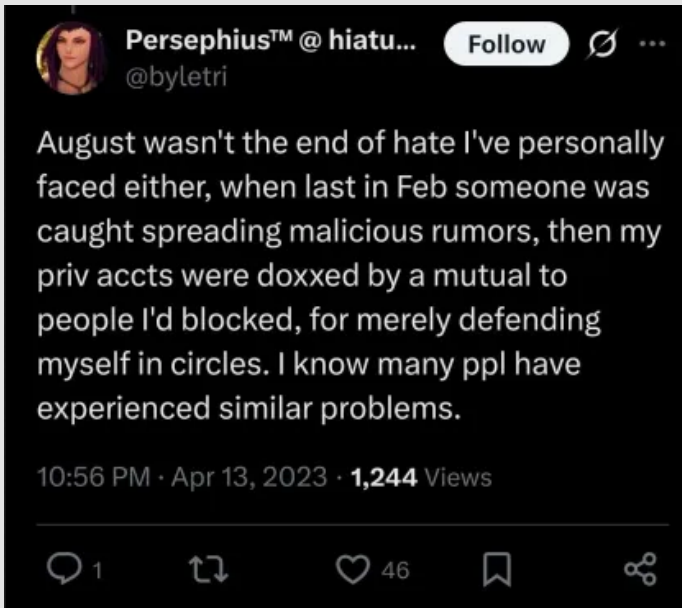 Persephius™ @ hiatu...
Follow
@byletri
August wasn't the end of hate I've personally
faced either, when last in Feb someone was
caught spreading malicious rumors, then my
priv accts were doxxed by a mutual to
people I'd blocked, for merely defending
myself in circles. I know many ppl have
experienced similar problems.
10:56 PM · Apr 13, 2023 · 1,244 Views
1
46